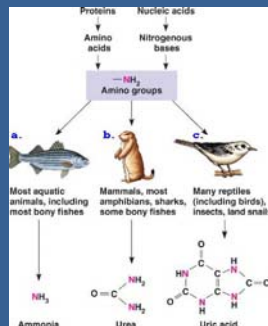 Proteins Nucleic acids
Amino acids Nitrogenous bases
—NH2
Amino groups
a. b. c.
Most aquatic animals, including most bony fishes
Mammals, most amphibians, sharks, some bony fishes
Many reptiles (including birds), insects, land snail
NH3
O=C NH2 NH2
O C HN C N H C=O O C N H C N H
Ammonia Urea Uric acid